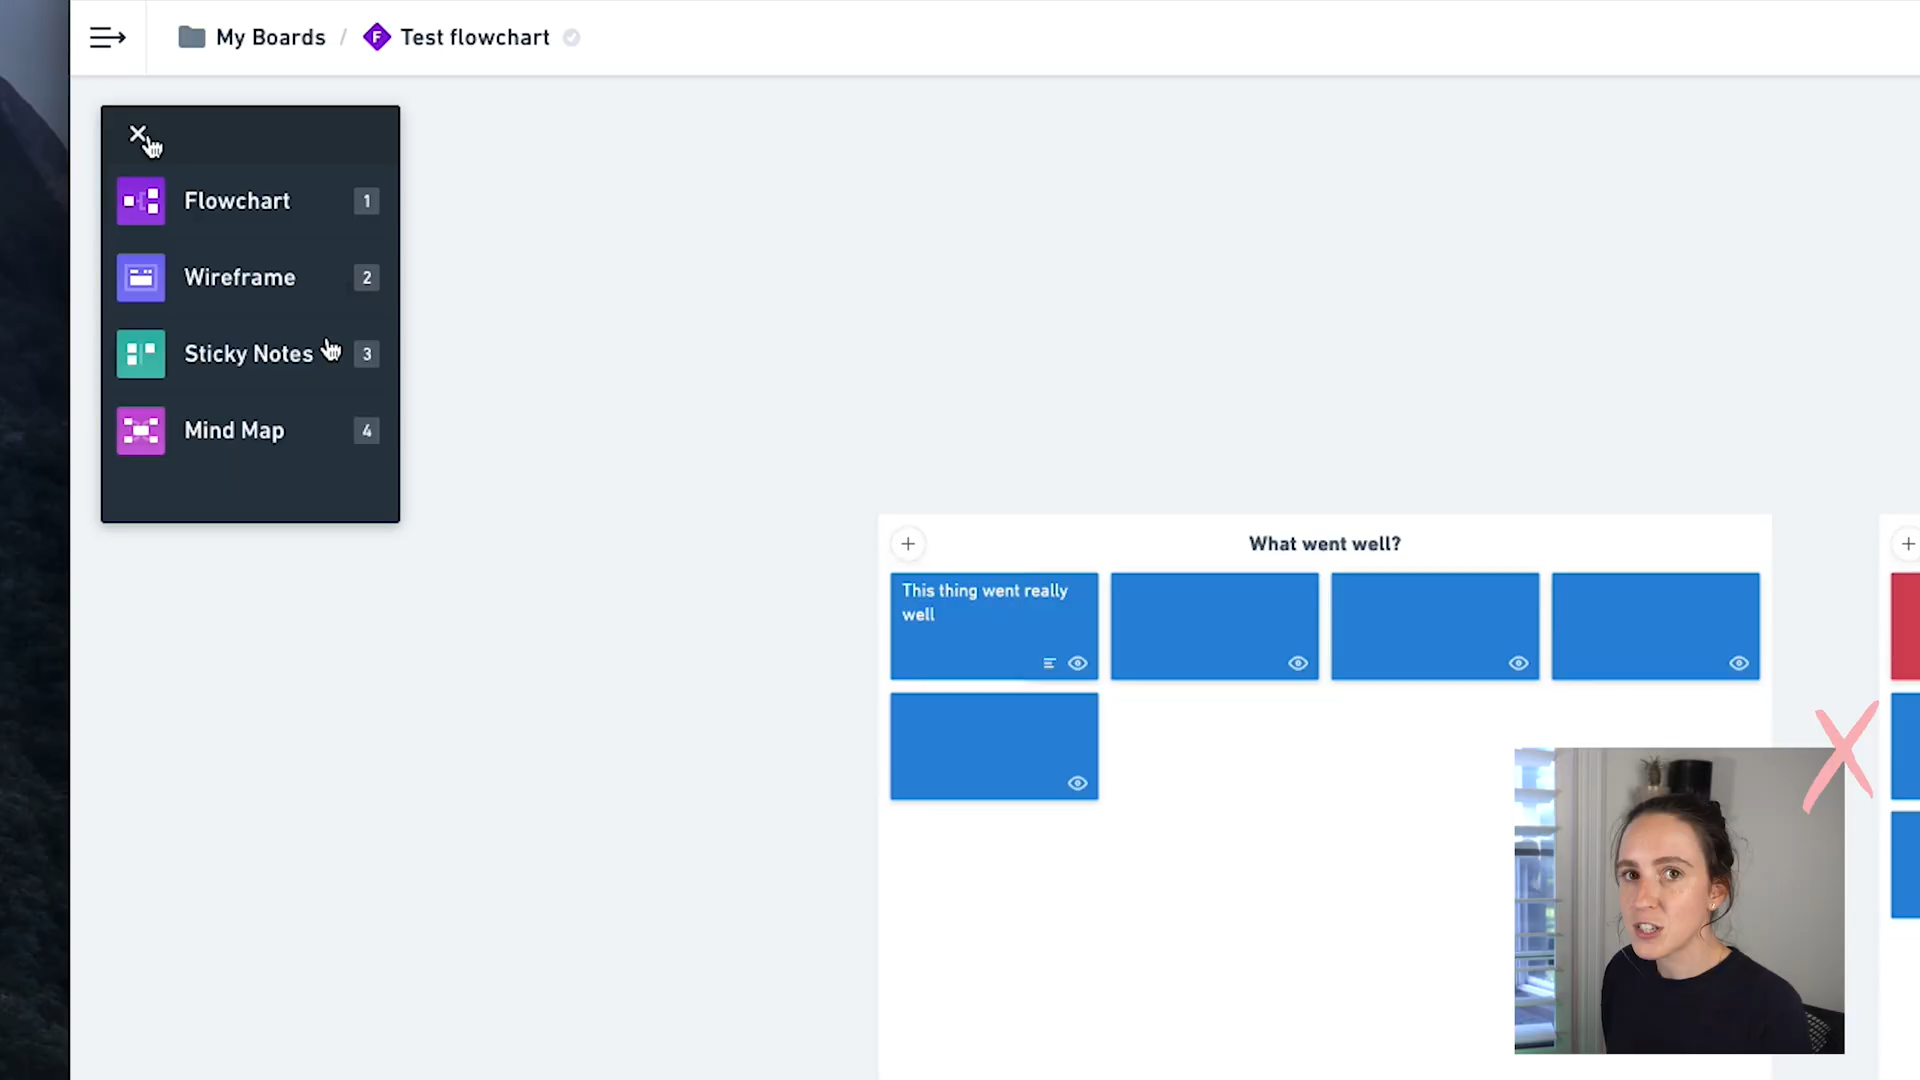 My Boards / F Test flowchart
Flowchart 1
Wireframe 2
Sticky Notes 3
Mind Map 4
What went well?
This thing went really
well